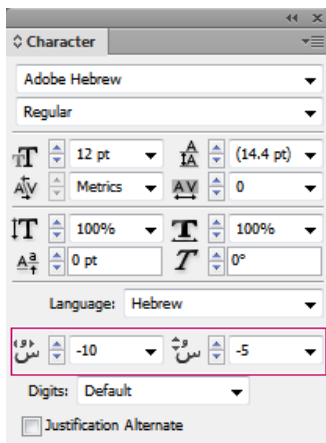 Character
Adobe Hebrew
Regular
12 pt (14.4 pt)
Metrics 0
100% 100%
0 pt 0°
Language: Hebrew
-10 -5
Digits: Default
Justification Alternate